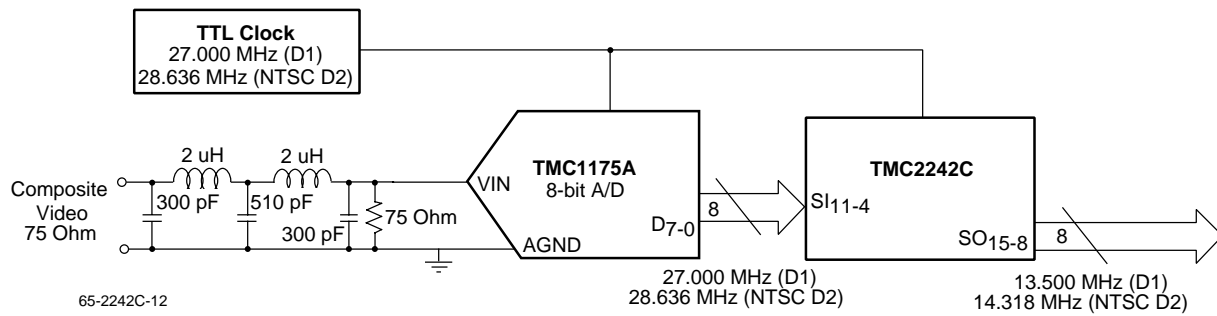 TTL Clock
27.000 MHz (D1)
28.636 MHz (NTSC D2)
2 uH
2 uH
TMC1175A
8-bit A/D
TMC2242C
VIN
Composite
Video
75 Ohm
300 pF
510 pF
300 pF
75 Ohm
8
SI11-4
D7-0
AGND
SO15-8
8
27.000 MHz (D1)
28.636 MHz (NTSC D2)
13.500 MHz (D1)
14.318 MHz (NTSC D2)
65-2242C-12